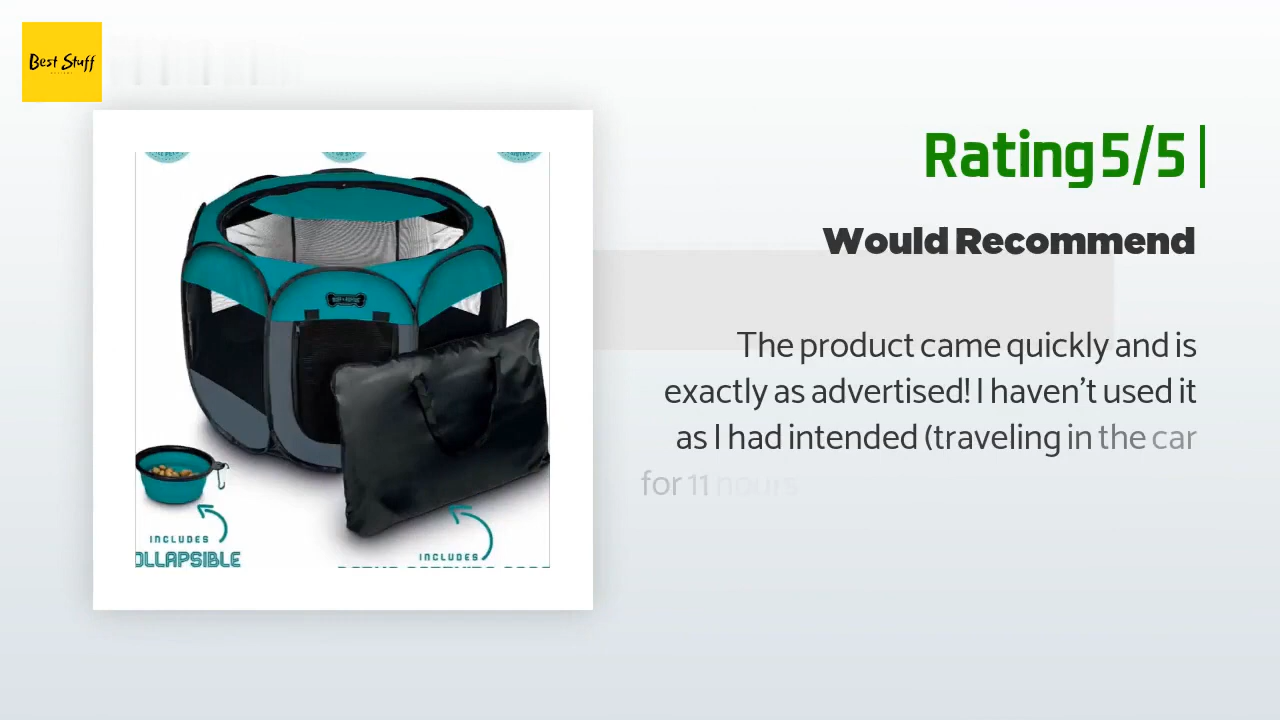 Best Stuff
Rating 5/5
Would Recommend
The product came quickly and is
exactly as advertised! I haven't used it
as I had intended (traveling in the car
for 11 hours
INCLUDES
OLLAPSIBLE
INCLUDES